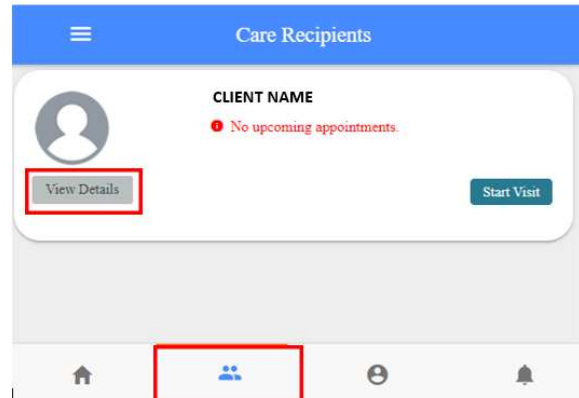 Care Recipients
CLIENT NAME
No upcoming appointments.
View Details
Start Visit